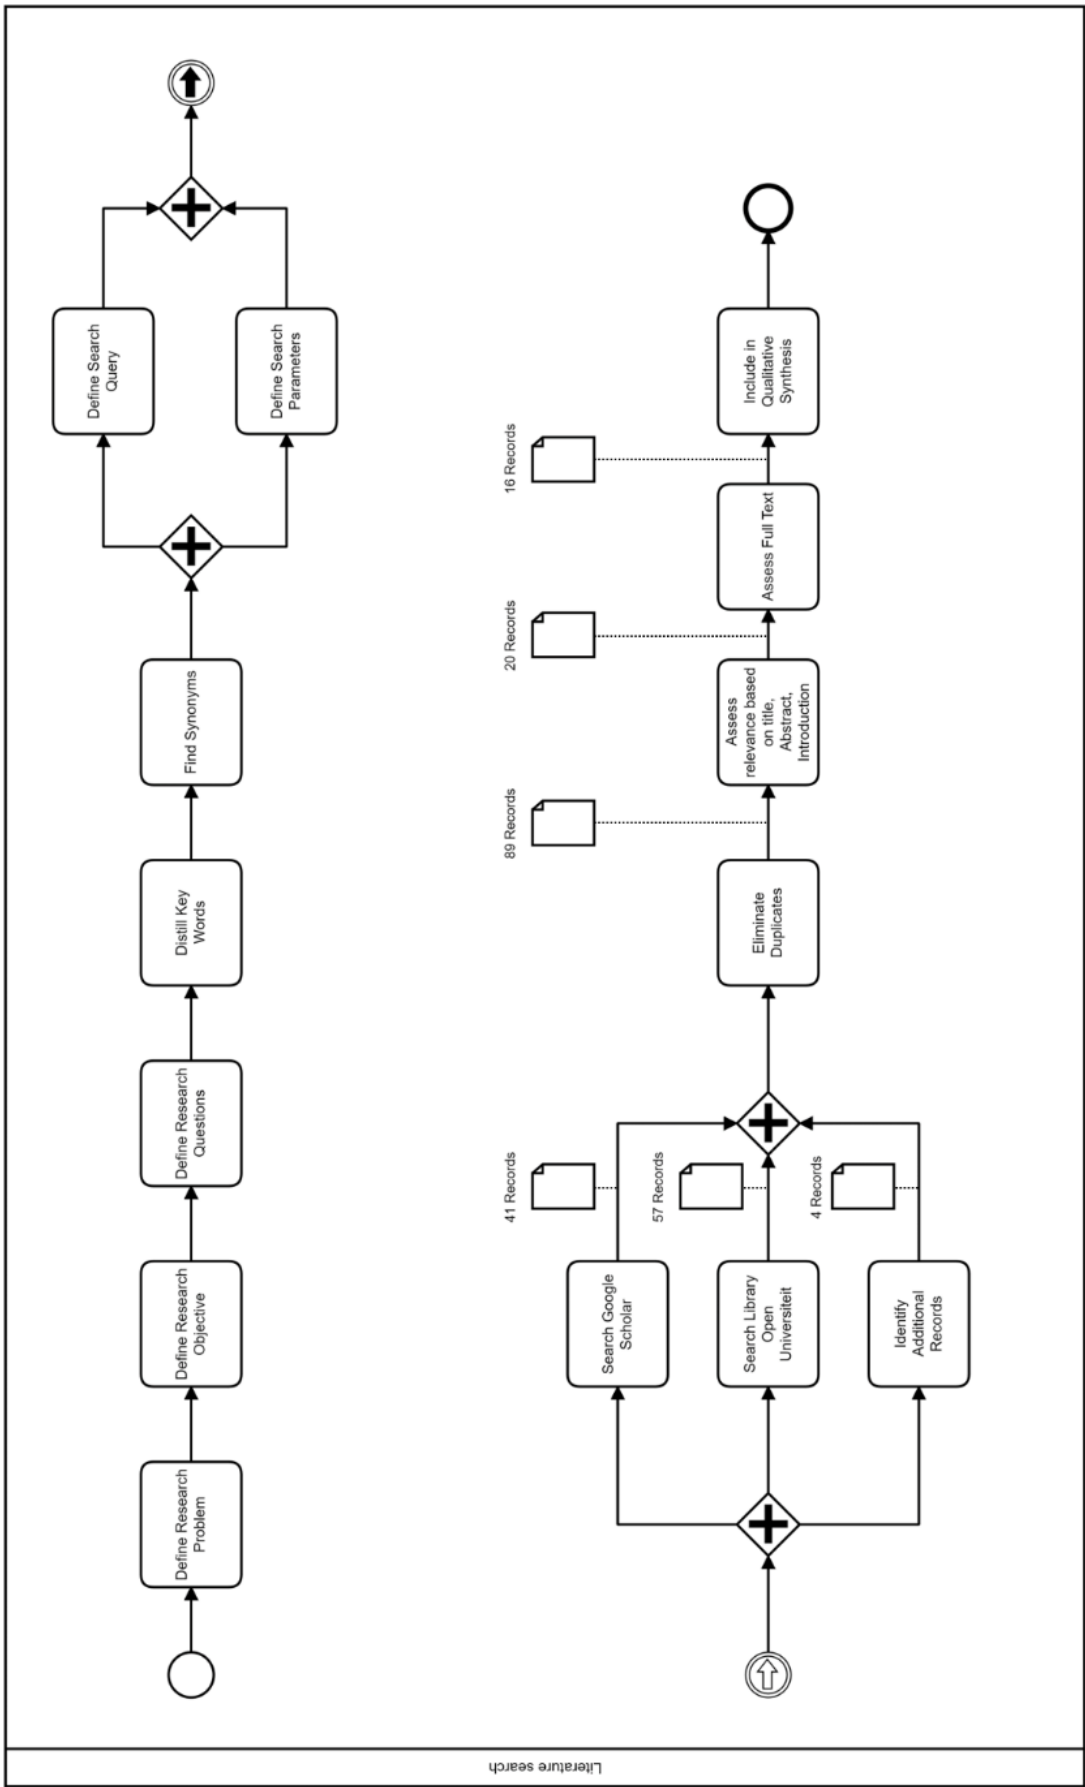 Literature search
Define Research
Problem
Define Research
Objective
Define Research
Questions
Distill Key
Words
Find Synonyms
Define Search
Query
Define Search
Parameters
Search Google
Scholar
41 Records
Search Library
Open
Universiteit
57 Records
Identify
Additional
Records
4 Records
Eliminate
Duplicates
89 Records
Assess
relevance based
on title,
Abstract,
Introduction
20 Records
Assess Full Text
16 Records
Include in
Qualitative
Synthesis